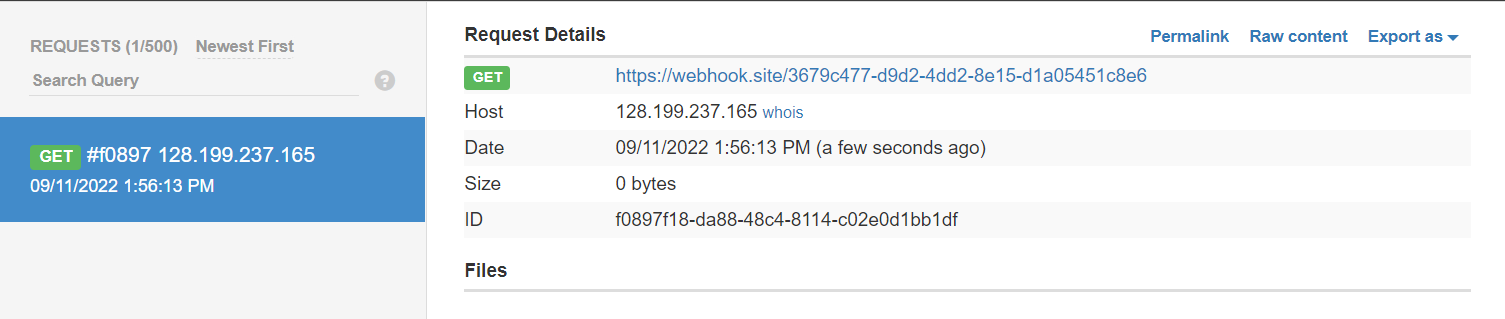 REQUESTS (1/500) Newest First
Search Query ?
GET #f0897 128.199.237.165
09/11/2022 1:56:13 PM
Request Details Permalink Raw content Export as
GET https://webhook.site/3679c477-d9d2-4dd2-8e15-d1a05451c8e6
Host 128.199.237.165 whois
Date 09/11/2022 1:56:13 PM (a few seconds ago)
Size 0 bytes
ID f0897f18-da88-48c4-8114-c02e0d1bb1df
Files